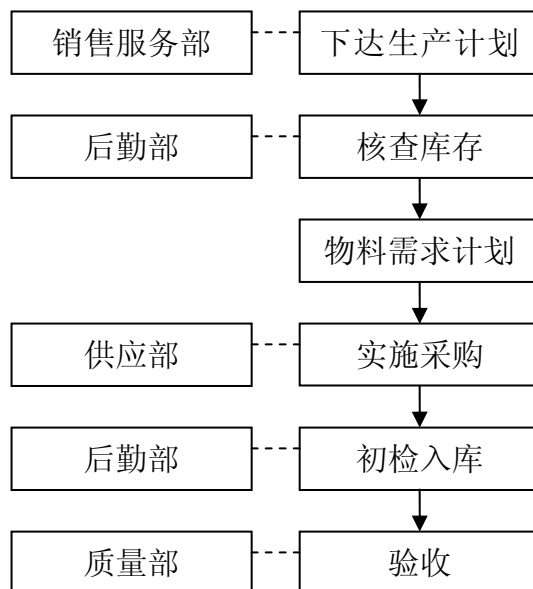 销售服务部
下达生产计划
后勤部
核查库存
物料需求计划
供应部
实施采购
后勤部
初检入库
质量部
验收